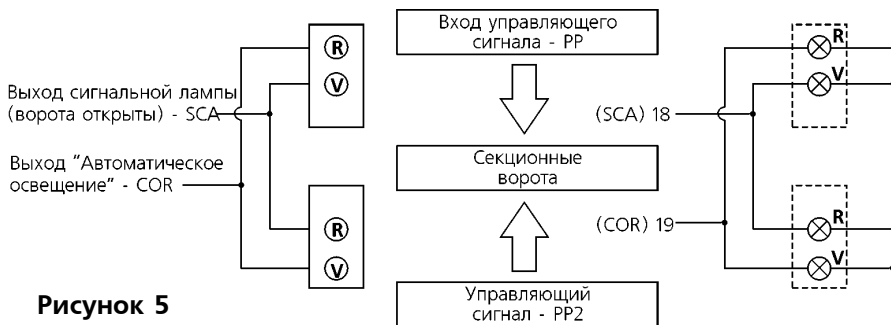 Вход управляющего
сигнала - PP
R
V
Выход сигнальной лампы
(ворота открыты) - SCA
Выход "Автоматическое
освещение" - COR
Секционные
ворота
R
V
(SCA) 18
(COR) 19
R
V
R
V
Управляющий
сигнал - PP2
Рисунок 5